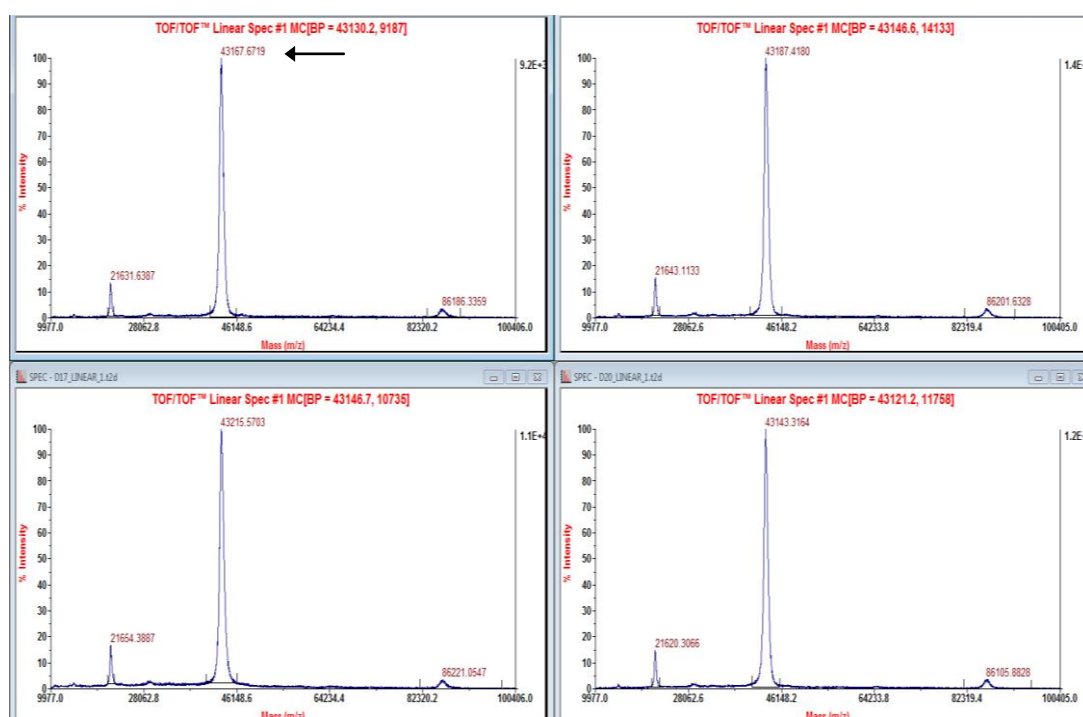 TOF/TOF™ Linear Spec #1 MC[BP = 43130.2, 9187]
43167.6719
100
90
80
70
60
50
40
30
20
10
0
% Intensity
9.2E+3
21631.6387
86186.3359
9977.0 28062.8 46148.6 64234.4 82320.2 100406.0
Mass (m/z)
TOF/TOF™ Linear Spec #1 MC[BP = 43146.6, 14133]
43187.4180
100
90
80
70
60
50
40
30
20
10
0
% Intensity
1.4E+
21643.1133
86201.6328
9977.0 28062.6 46148.2 64233.8 82319.4 100405.0
Mass (m/z)
SPEC - D17_LINEAR_1.t2d
TOF/TOF™ Linear Spec #1 MC[BP = 43146.7, 10735]
43215.5703
100
90
80
70
60
50
40
30
20
10
0
% Intensity
1.1E+4
21654.3887
86221.0547
9977.0 28062.8 46148.6 64234.4 82320.2 100406.0
Mass (m/z)
SPEC - D20_LINEAR_1.t2d
TOF/TOF™ Linear Spec #1 MC[BP = 43121.2, 11758]
43143.3164
100
90
80
70
60
50
40
30
20
10
0
% Intensity
1.2E+
21620.3066
86105.8828
9977.0 28062.6 46148.2 64233.8 82319.4 100405.0
Mass (m/z)